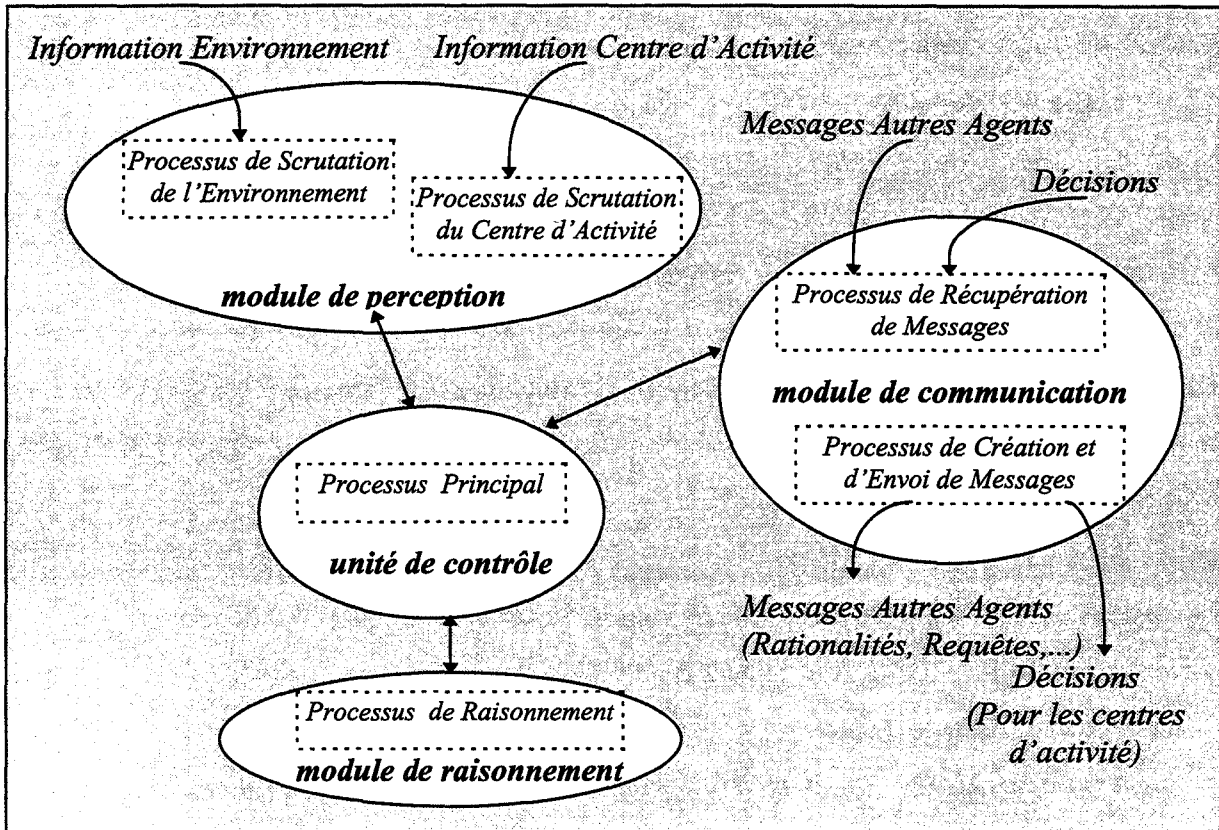 Information Environnement
Information Centre d'Activité
Processus de Scrutation
de l'Environnement
Processus de Scrutation
du Centre d'Activité
module de perception
Messages Autres Agents
Décisions
Processus de Récupération
de Messages
module de communication
Processus de Création et
d'Envoi de Messages
Processus Principal
unité de contrôle
Messages Autres Agents
(Rationalités, Requêtes,...)
Décisions
(Pour les centres
d'activité)
Processus de Raisonnement
module de raisonnement